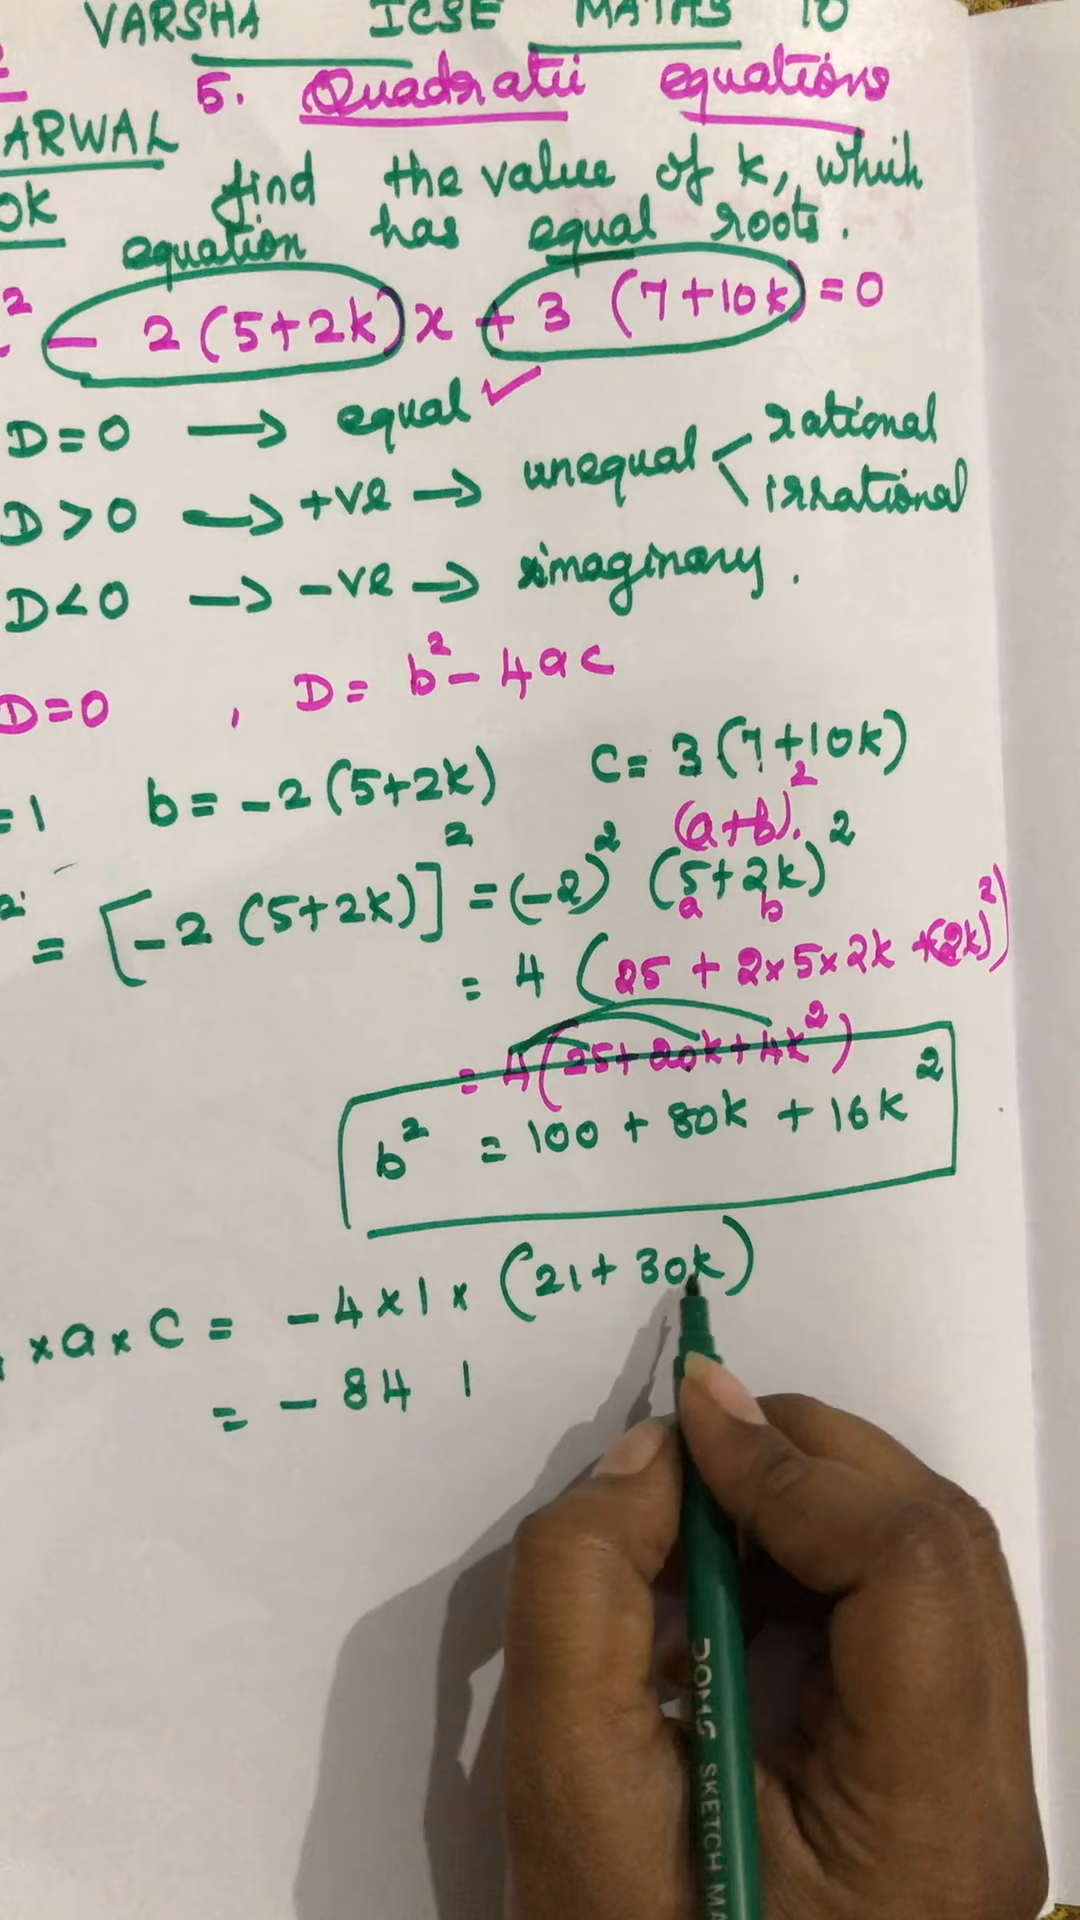 VARSHA ICSE MATHS 10
5. Quadratic equations
ARWAL
find the value of k, which
OK
equation has equal roots.
² - 2 (5+2k) x + 3 (7+10k) = 0
D=0 → equal ✓
D>0 → +ve → unequal < rational
irrational
D<0 → -ve → imaginary.
D=0 , D = b² - 4ac
=1 b = -2 (5+2k) C = 3 (7+10k)
(a+b)².
= [-2 (5+2k)]² = (-2)² (5+2k)²
a b
= 4 (25 + 2×5×2k + (2k)²)
= 4 (25 + 20k + 4k²)
b² = 100 + 80k + 16k²
×a×C = -4×1× (21+30k)
= - 84 |
DOMS SKETCH MA